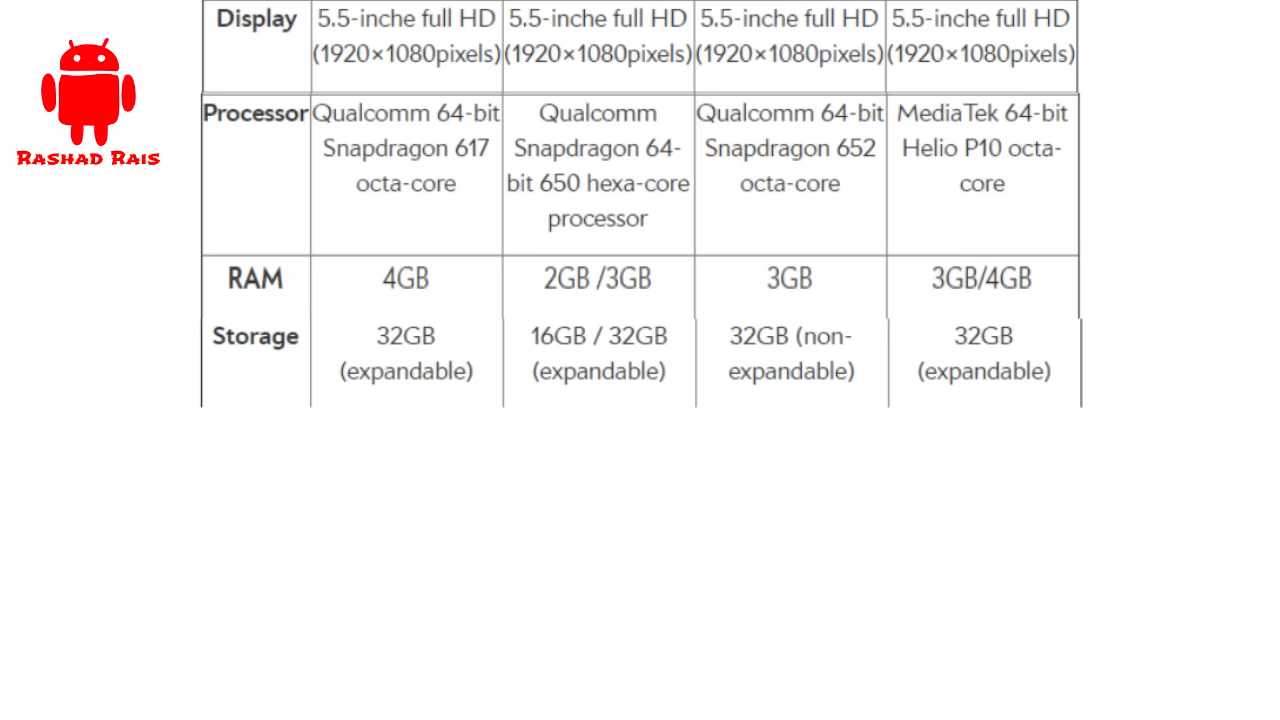 Display 5.5-inche full HD 5.5-inche full HD 5.5-inche full HD 5.5-inche full HD
(1920×1080pixels) (1920×1080pixels) (1920×1080pixels) (1920×1080pixels)
Processor Qualcomm 64-bit Qualcomm Qualcomm 64-bit MediaTek 64-bit
Snapdragon 617 Snapdragon 64- Snapdragon 652 Helio P10 octa-
octa-core bit 650 hexa-core octa-core core
processor
RAM 4GB 2GB /3GB 3GB 3GB/4GB
Storage 32GB 16GB / 32GB 32GB (non- 32GB
(expandable) (expandable) expandable) (expandable)
RASHAD RAIS